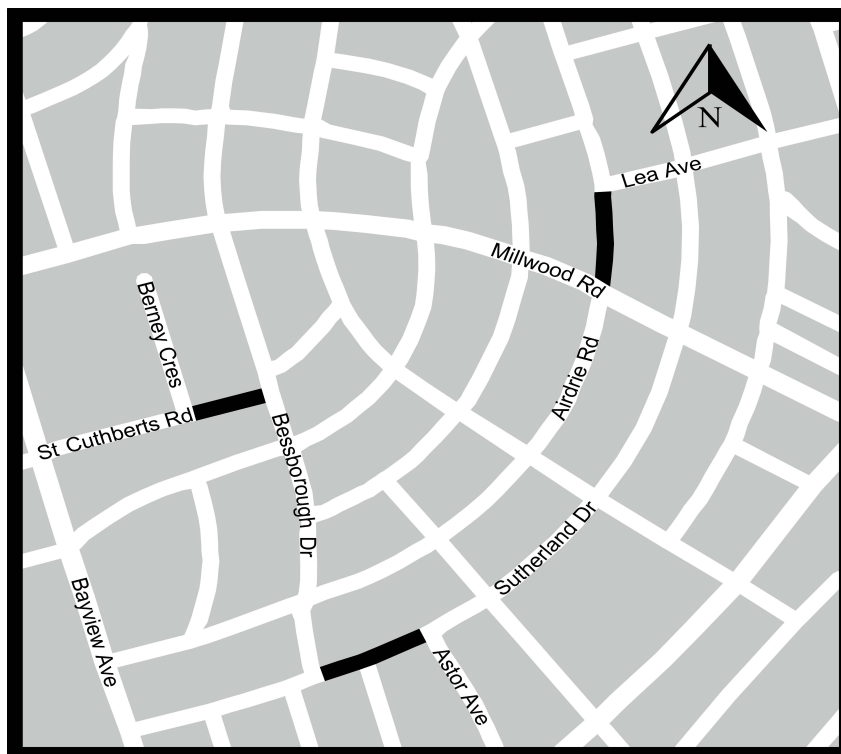 N
Lea Ave
Millwood Rd
Berney Cres
Airdrie Rd
St Cuthberts Rd
Bessborough Dr
Sutherland Dr
Bayview Ave
Astor Ave